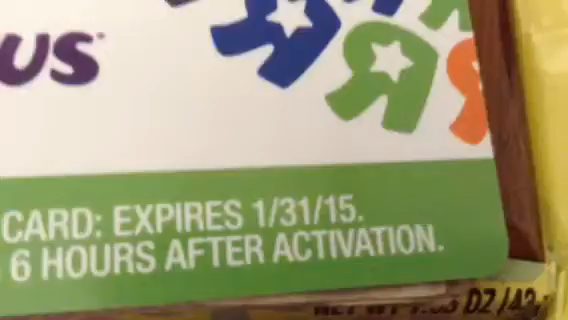 us
CARD: EXPIRES 1/31/15.
6 HOURS AFTER ACTIVATION.